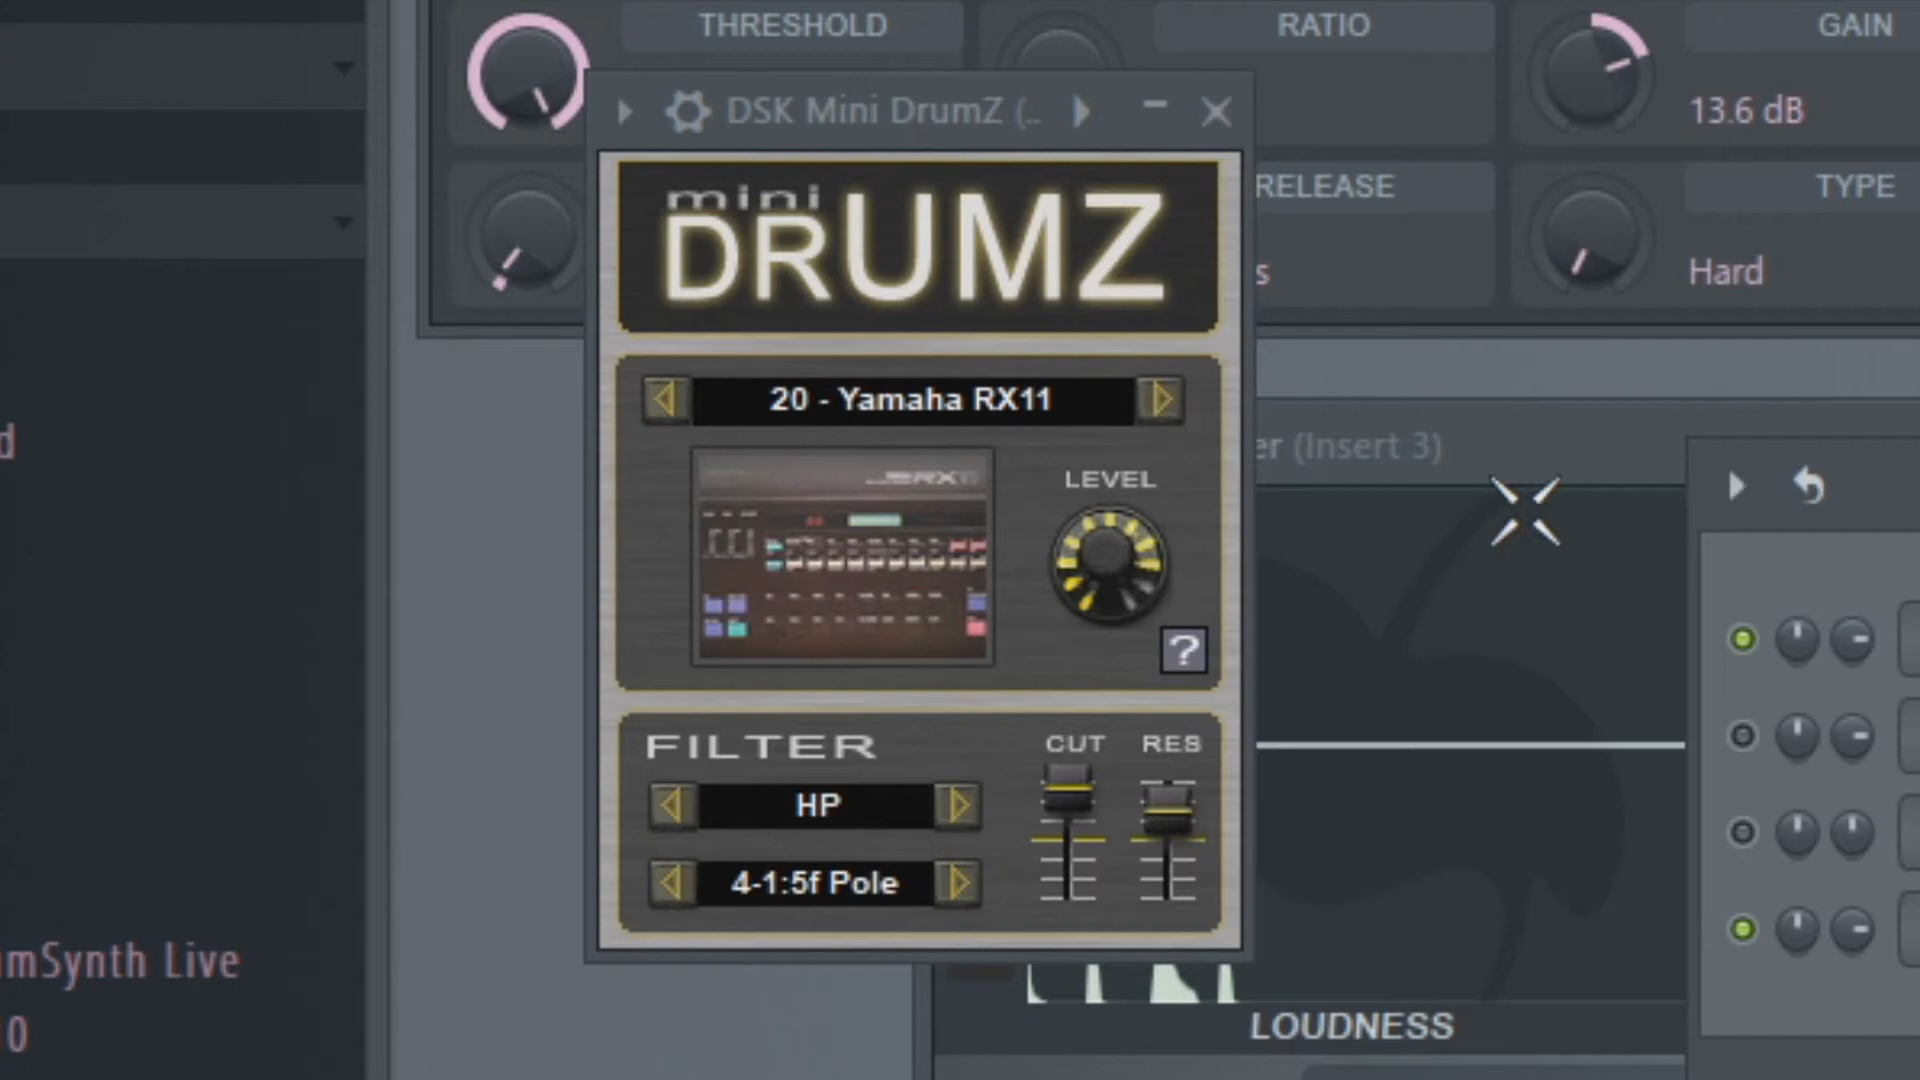 THRESHOLD
RATIO
GAIN
DSK Mini DrumZ (..
13.6 dB
mini
DRUMZ
RELEASE
TYPE
s
Hard
20 - Yamaha RX11
d
er (Insert 3)
LEVEL
?
FILTER
CUT
RES
HP
4-1:5f Pole
mSynth Live
0
LOUDNESS